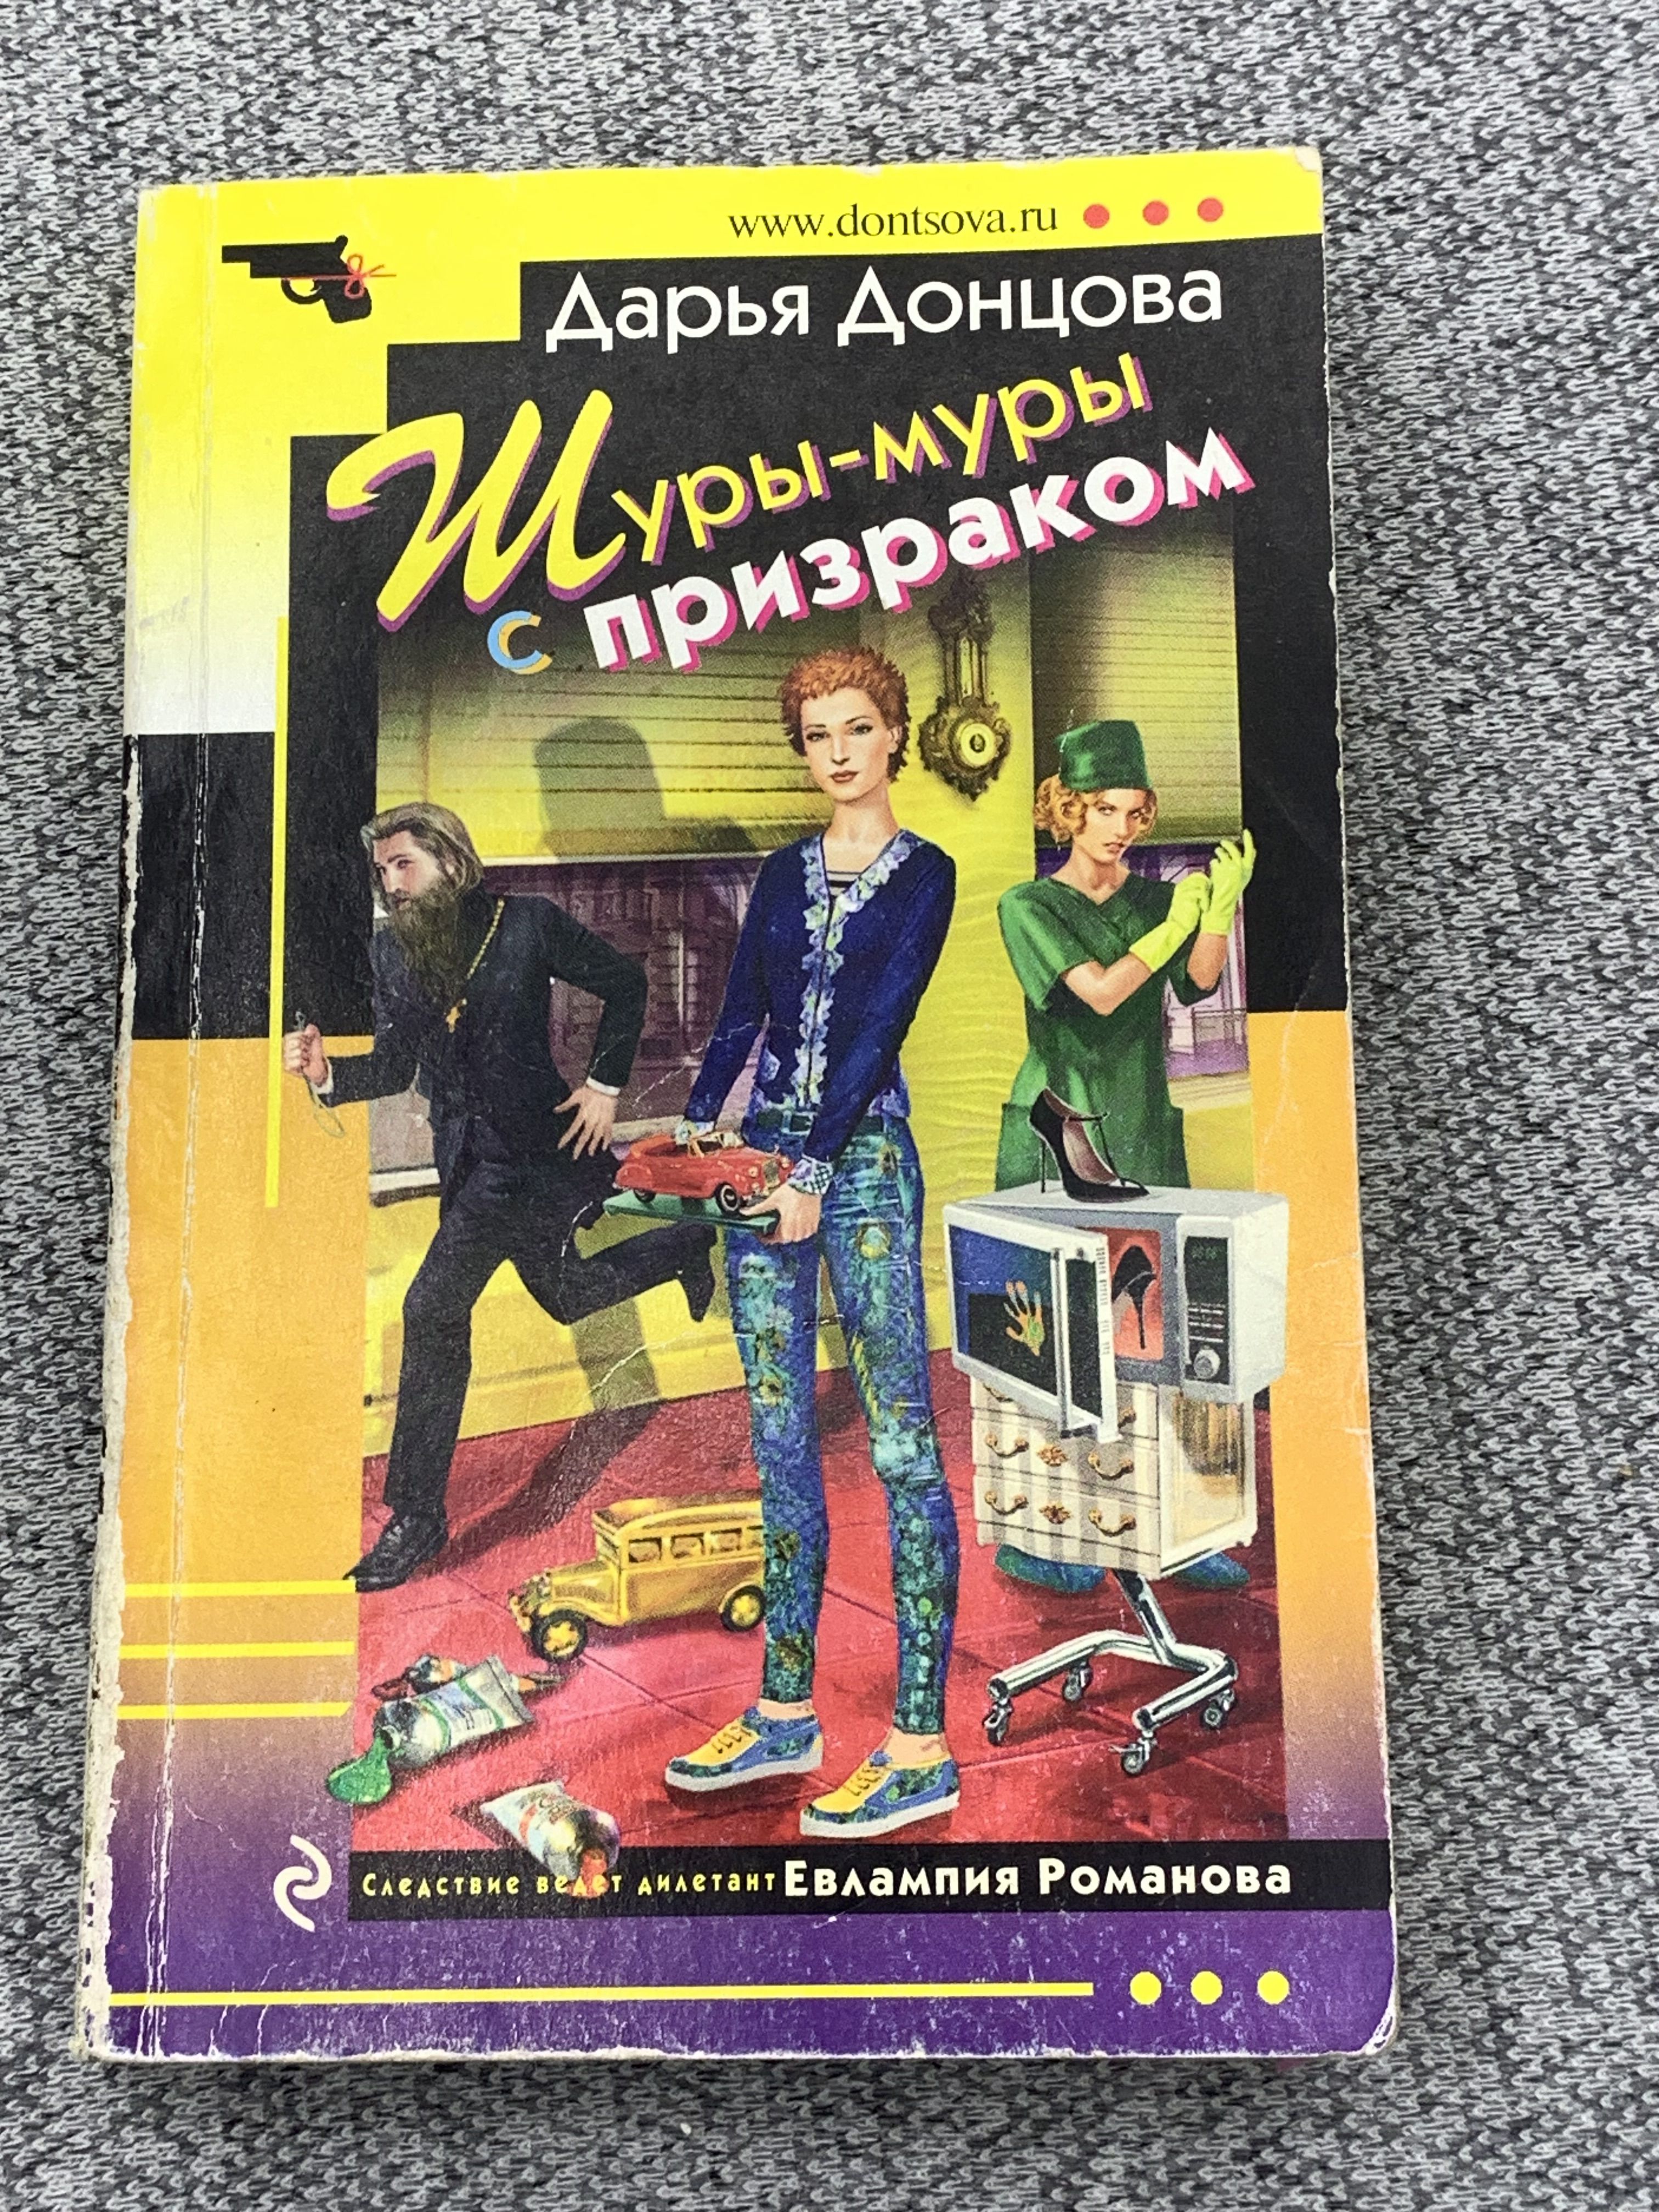 www.dontsova.ru
Дарья Донцова
Шуры-муры
с призраком
Следствие ведет дилетант Евлампия Романова